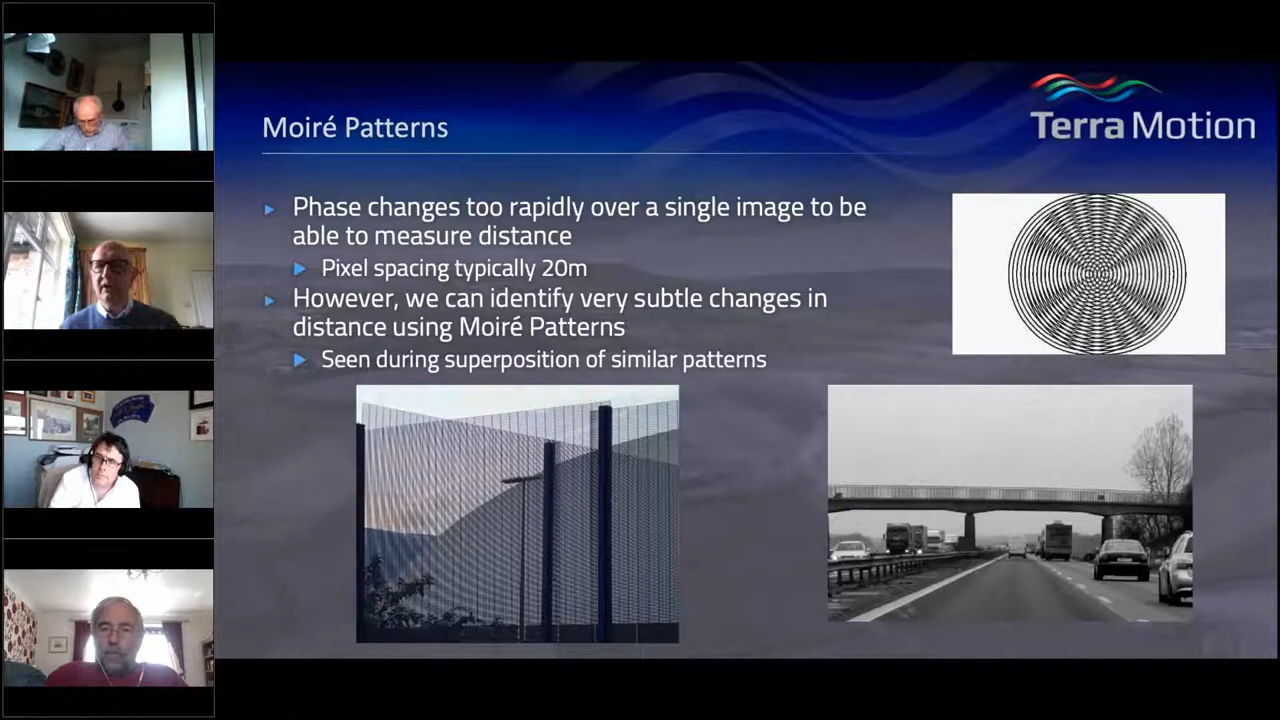 Terra Motion
Moiré Patterns
Phase changes too rapidly over a single image to be
able to measure distance
Pixel spacing typically 20m
However, we can identify very subtle changes in
distance using Moiré Patterns
Seen during superposition of similar patterns